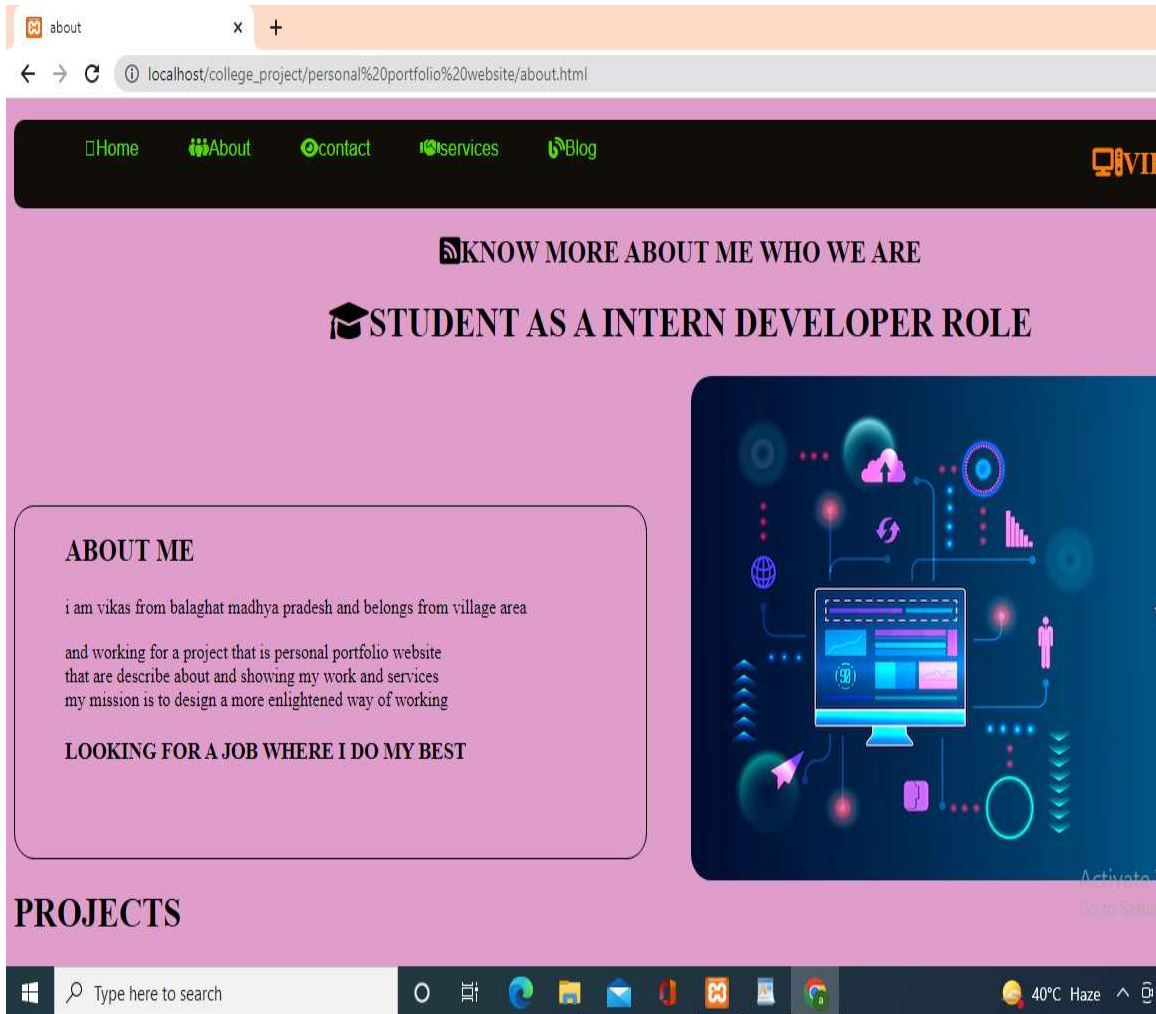 about
localhost/college_project/personal%20portfolio%20website/about.html
Home About contact services Blog
KNOW MORE ABOUT ME WHO WE ARE
STUDENT AS A INTERN DEVELOPER ROLE
ABOUT ME
i am vikas from balaghat madhya pradesh and belongs from village area
and working for a project that is personal portfolio website
that are describe about and showing my work and services
my mission is to design a more enlightened way of working
LOOKING FOR A JOB WHERE I DO MY BEST
90
Activate
Go to
PROJECTS
Type here to search
40°C Haze